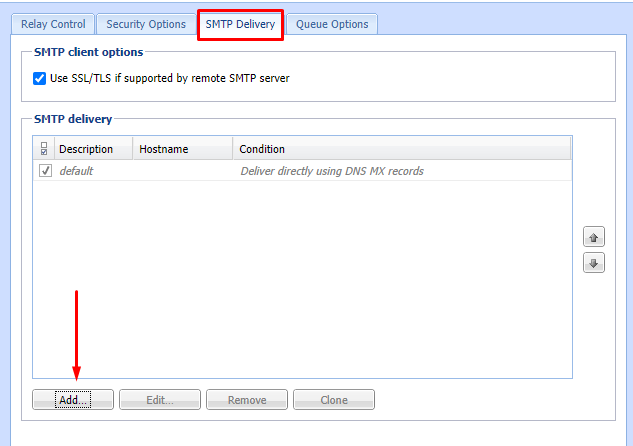 Relay Control Security Options SMTP Delivery Queue Options
SMTP client options
Use SSL/TLS if supported by remote SMTP server
SMTP delivery
Description Hostname Condition
default Deliver directly using DNS MX records
Add... Edit... Remove Clone